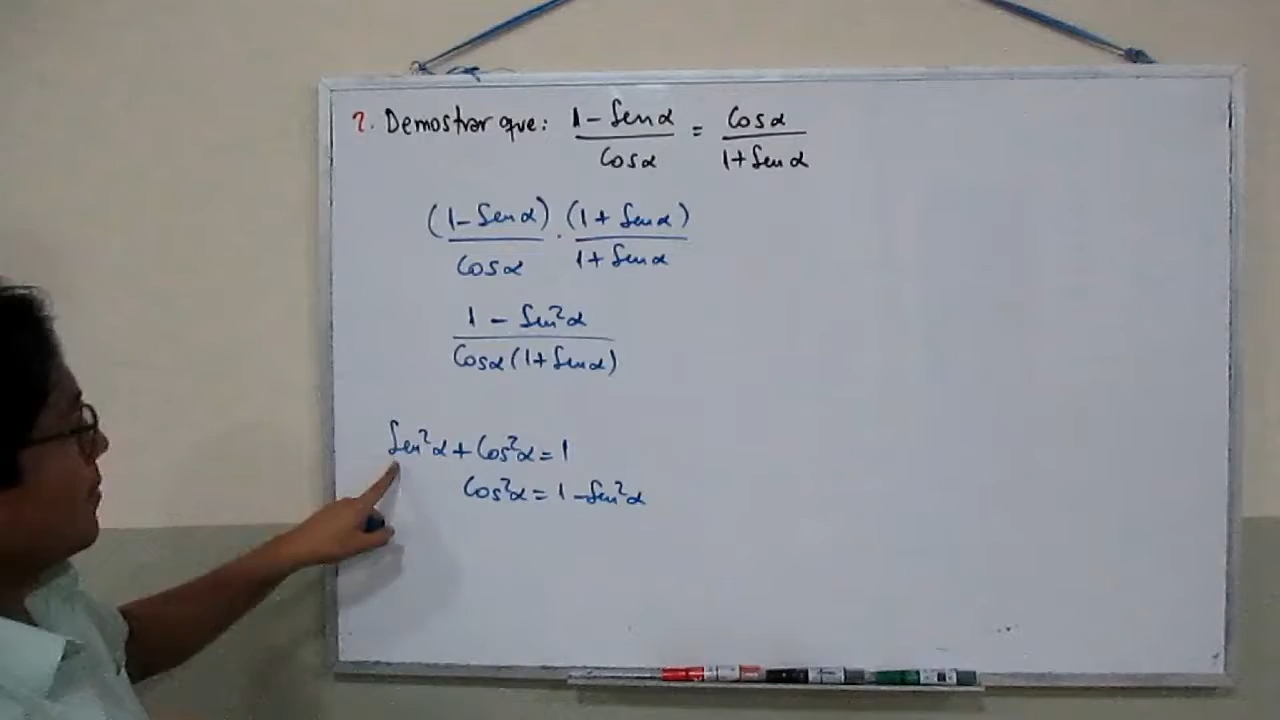 2. Demostrar que: (1 - Sen α)/(Cos α) = (Cos α)/(1 + Sen α)
(1 - Sen α)/(Cos α) · (1 + Sen α)/(1 + Sen α)
(1 - Sen²α)/(Cos α (1 + Sen α))
Sen²α + Cos²α = 1
Cos²α = 1 - Sen²α